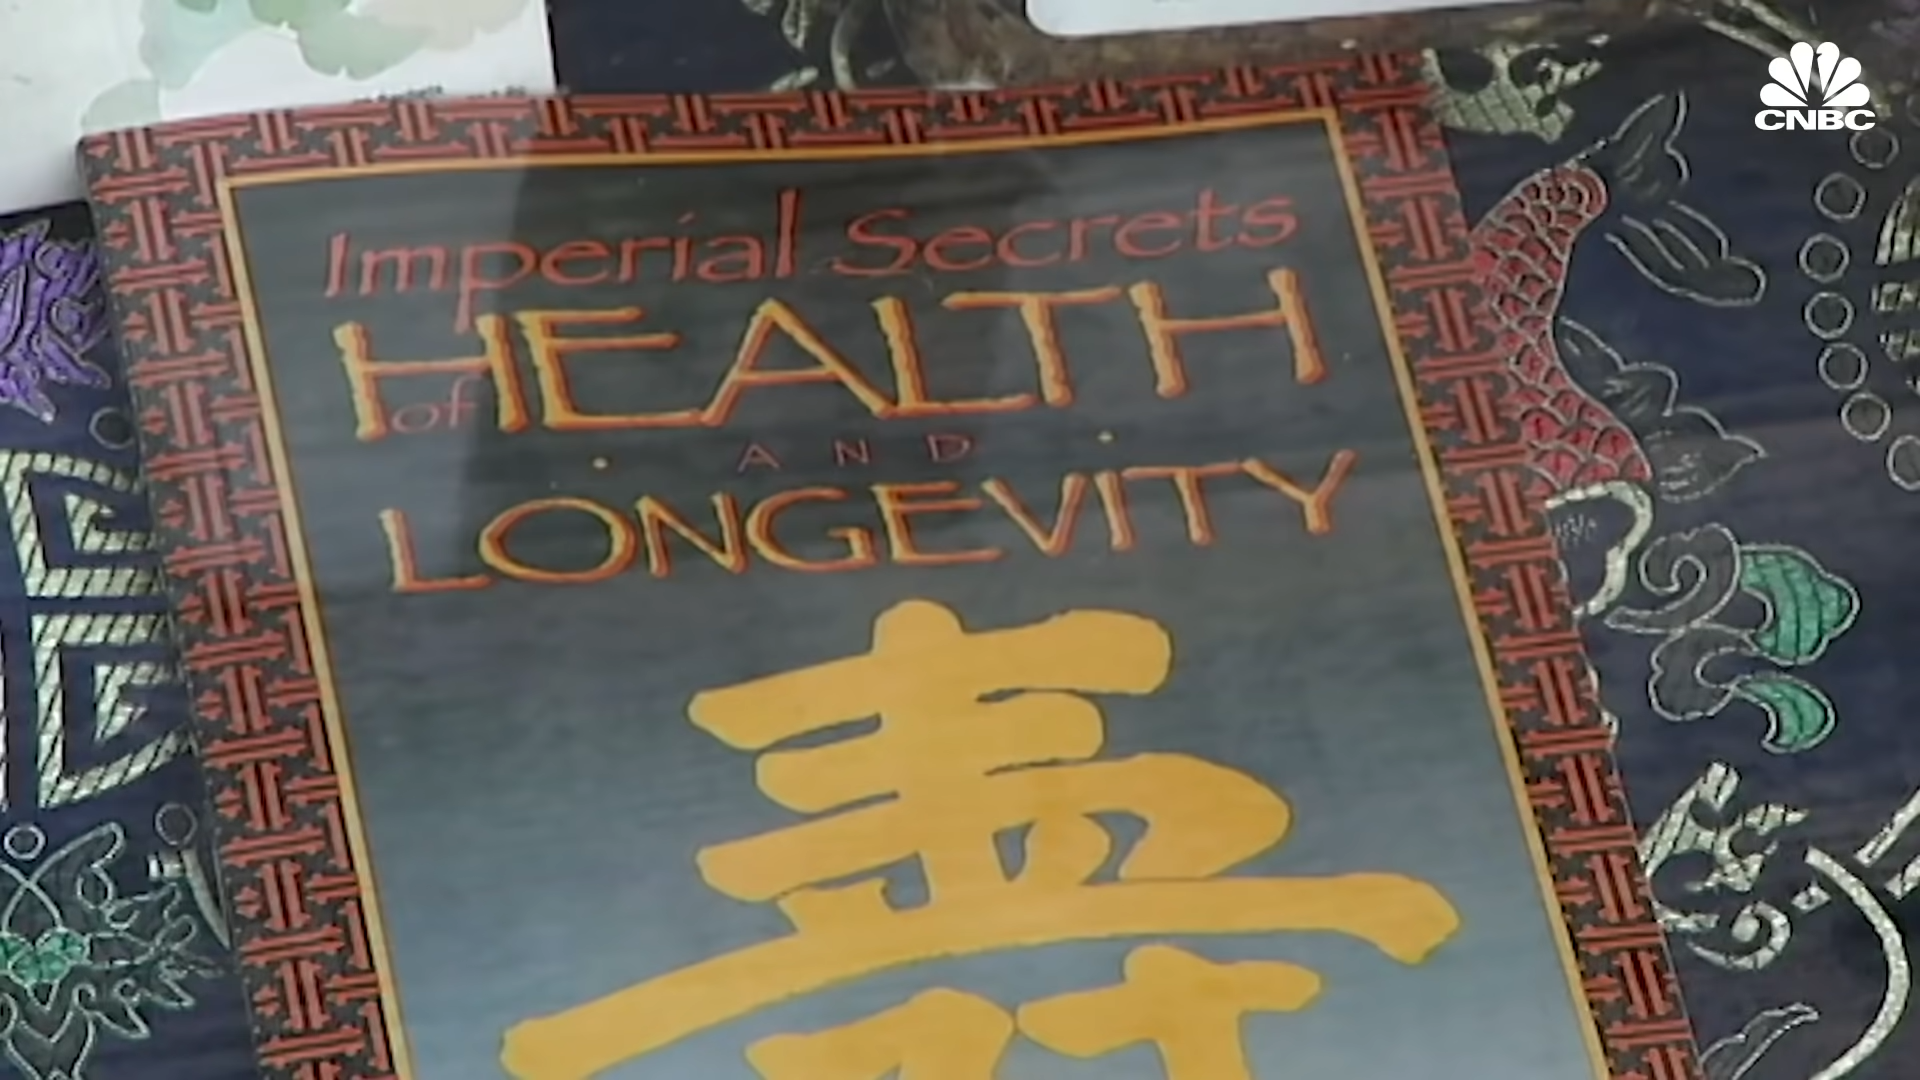 CNBC
Imperial Secrets
of HEALTH
AND
LONGEVITY
壽